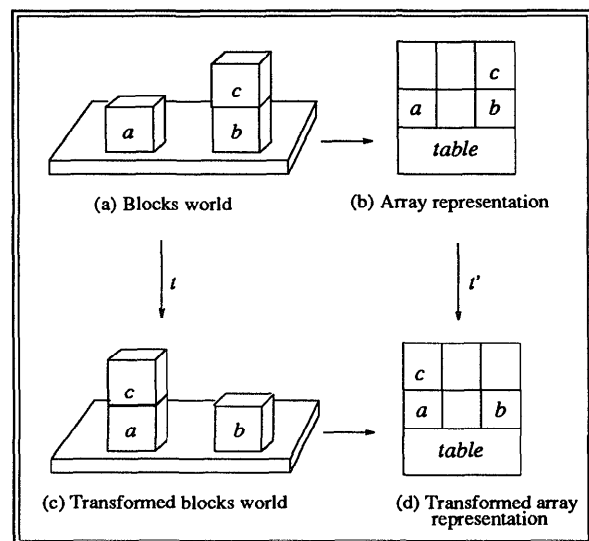 c
c
a
b
a
b
table
(a) Blocks world
(b) Array representation
t
t'
c
c
a
b
a
b
table
(c) Transformed blocks world
(d) Transformed array
representation